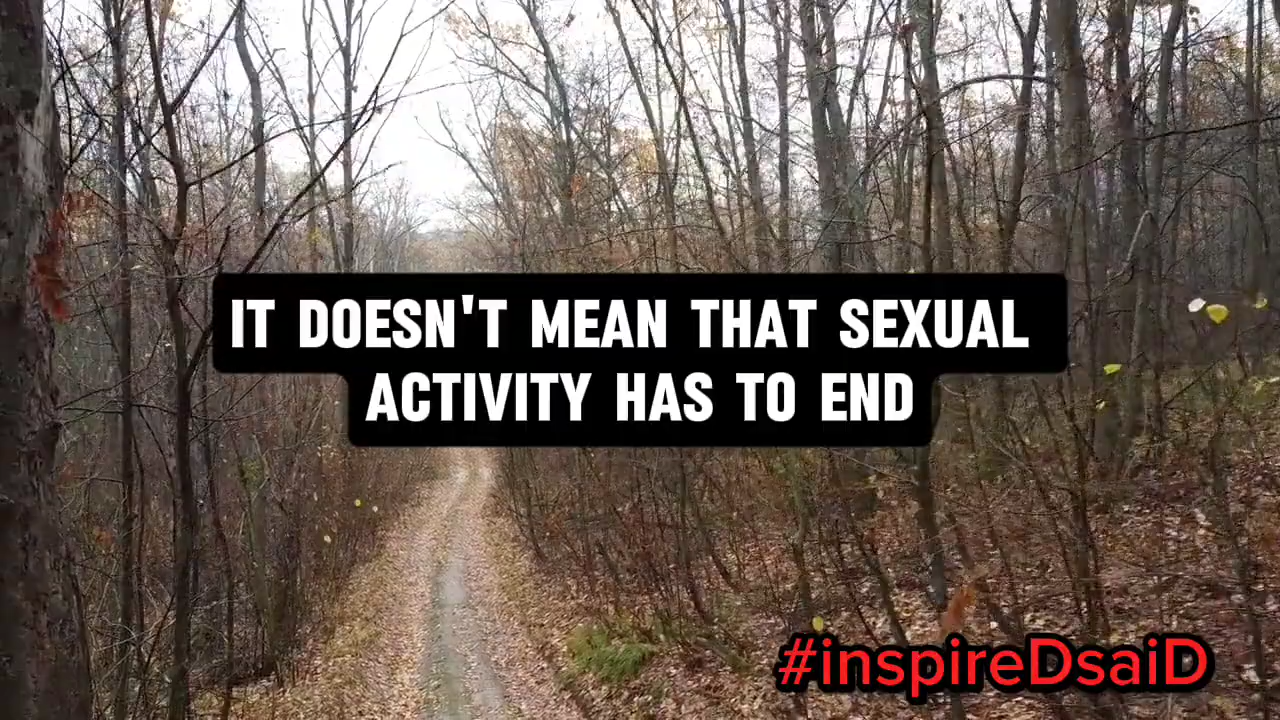 IT DOESN'T MEAN THAT SEXUAL
ACTIVITY HAS TO END
#inspireDsaiD